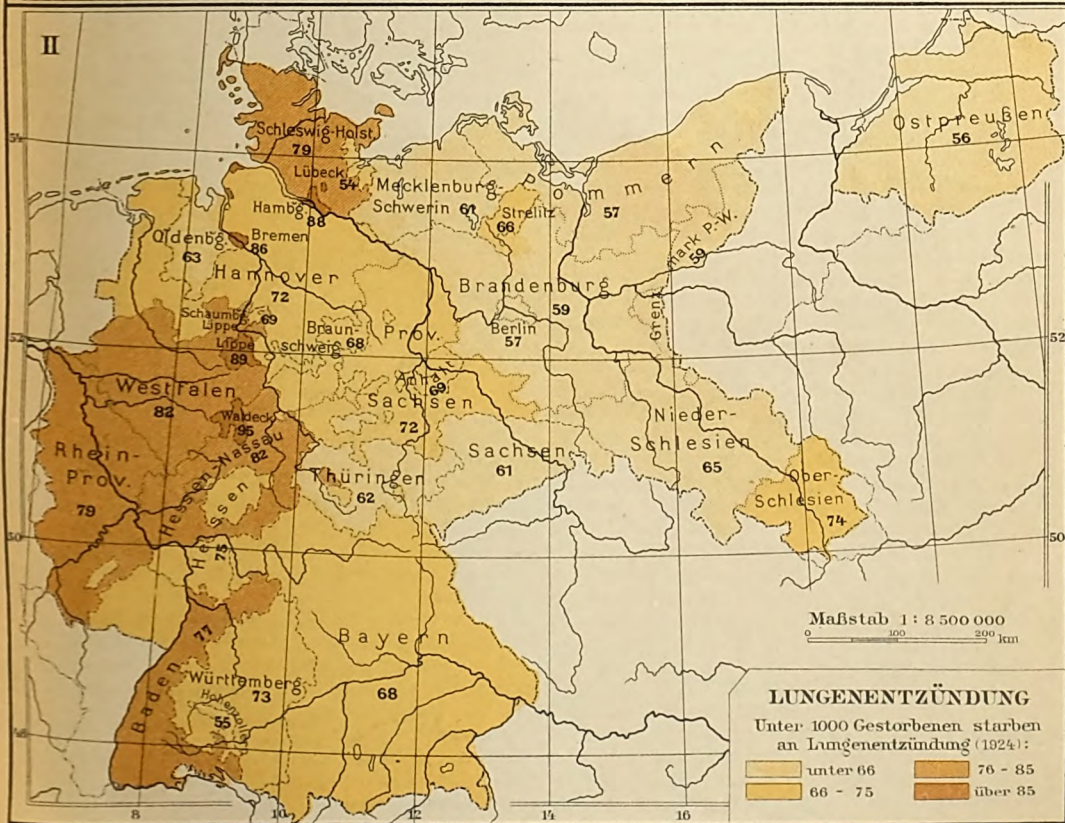 II
Schleswig-Holst.
79
Lübeck
54
Mecklenburg-
Schwerin 61
Strelitz
66
Pommern
57
Ostpreußen
56
Hambg.
88
Bremen
86
Oldenbg.
63
Hannover
72
Grenzmark P.-W.
59
Brandenburg
59
Berlin
57
Schaumbg.
Lippe
69
Lippe
89
Braun-
schweig
68
Prov.
Sachsen
72
Anhalt
69
Westfalen
82
Waldeck
95
Hessen-Nassau
82
Rhein-
Prov.
79
Hessen
75
Thüringen
62
Sachsen
61
Nieder-
Schlesien
65
Ober-
Schlesien
74
Baden
77
Württemberg
73
Hohenzollern
55
Bayern
68
54
52
50
48
52
50
8
10
12
14
16
Maßstab 1 : 8 500 000
0 100 200 km
LUNGENENTZÜNDUNG
Unter 1000 Gestorbenen starben
an Lungenentzündung (1924):
unter 66
76 - 85
66 - 75
über 85